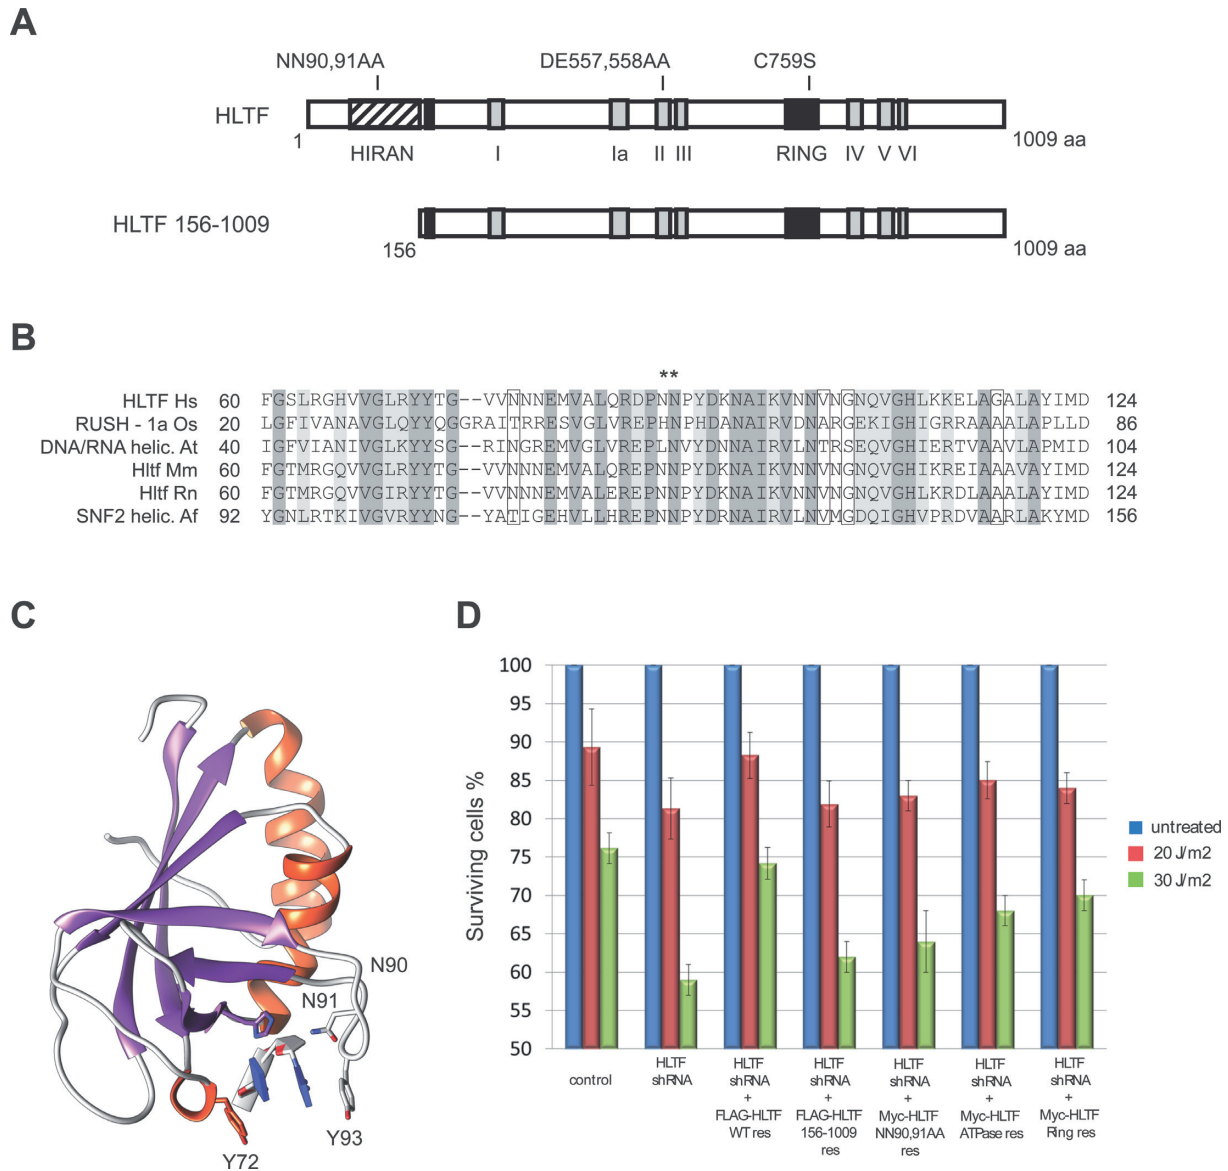 A
NN90,91AA DE557,558AA C759S
HLTF
1 1009 aa
HIRAN I Ia II III RING IV V VI
HLTF 156-1009
156 1009 aa
B
**
HLTF Hs 60 FGSLRGHVVGLRYYTG--VVNNNEMVALQRDPNNPYDKNAIKVNNVNGNQVGHLKKELAGALAYIMD 124
RUSH - 1a Os 20 LGFIVANAVGLQYYQGGRAITRRESVGLVREPHNPHDANAIRVDNARGEKIGHIGRAAAAALAPLLD 86
DNA/RNA helic. At 40 IGFVIANIVGLKYYSG--RINGREMVGLVREPLNVYDSNAIRVLNTRSEQVGHIERTVAAVLAPMID 104
Hltf Mm 60 FGTMRGQVVGLRYYTG--VVNNNEMVALQREPNNPYDKNAIKVNNVNGNQVGHIKREIAAAVAYIMD 124
Hltf Rn 60 FGTMRGQVVGIRYYTG--VVNNNEMVALEREPNNPYDKNAIKVNNVNGNQVGHLKRDLAAALAYIMD 124
SNF2 helic. Af 92 YGNLRTKIVGVRYYNG--YATIGEHVLLHREPNNPYDRNAIRVLNVMGDQIGHVPRDVAARLAKYMD 156
C
N90
N91
Y93
Y72
D
Surviving cells %
100
95
90
85
80
75
70
65
60
55
50
untreated
20 J/m2
30 J/m2
control
HLTF
shRNA
HLTF
shRNA
+
FLAG-HLTF
WT res
HLTF
shRNA
+
FLAG-HLTF
156-1009
res
HLTF
shRNA
+
Myc-HLTF
NN90,91AA
res
HLTF
shRNA
+
Myc-HLTF
ATPase res
HLTF
shRNA
+
Myc-HLTF
Ring res